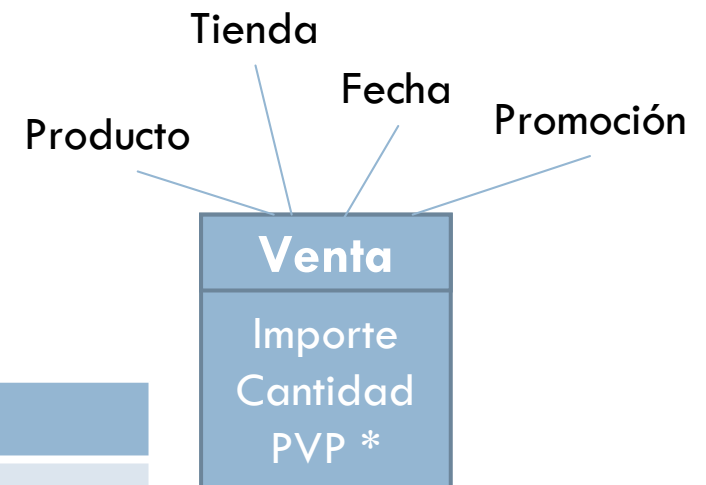 Tienda
Fecha
Promoción
Producto
Venta
Importe
Cantidad
PVP *